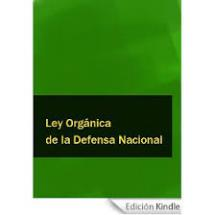 Ley Orgánica
de la Defensa Nacional
Edición Kindle